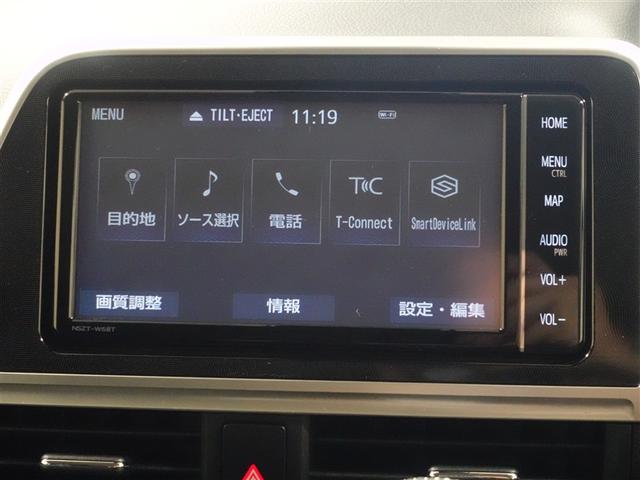 MENU ⏏ TILT･EJECT 11:19 Wi-Fi
目的地 ソース選択 電話 T-Connect SmartDeviceLink
画質調整 情報 設定・編集
NSZT-W68T
HOME
MENU
CTRL
MAP
AUDIO
PWR
VOL+
VOL-